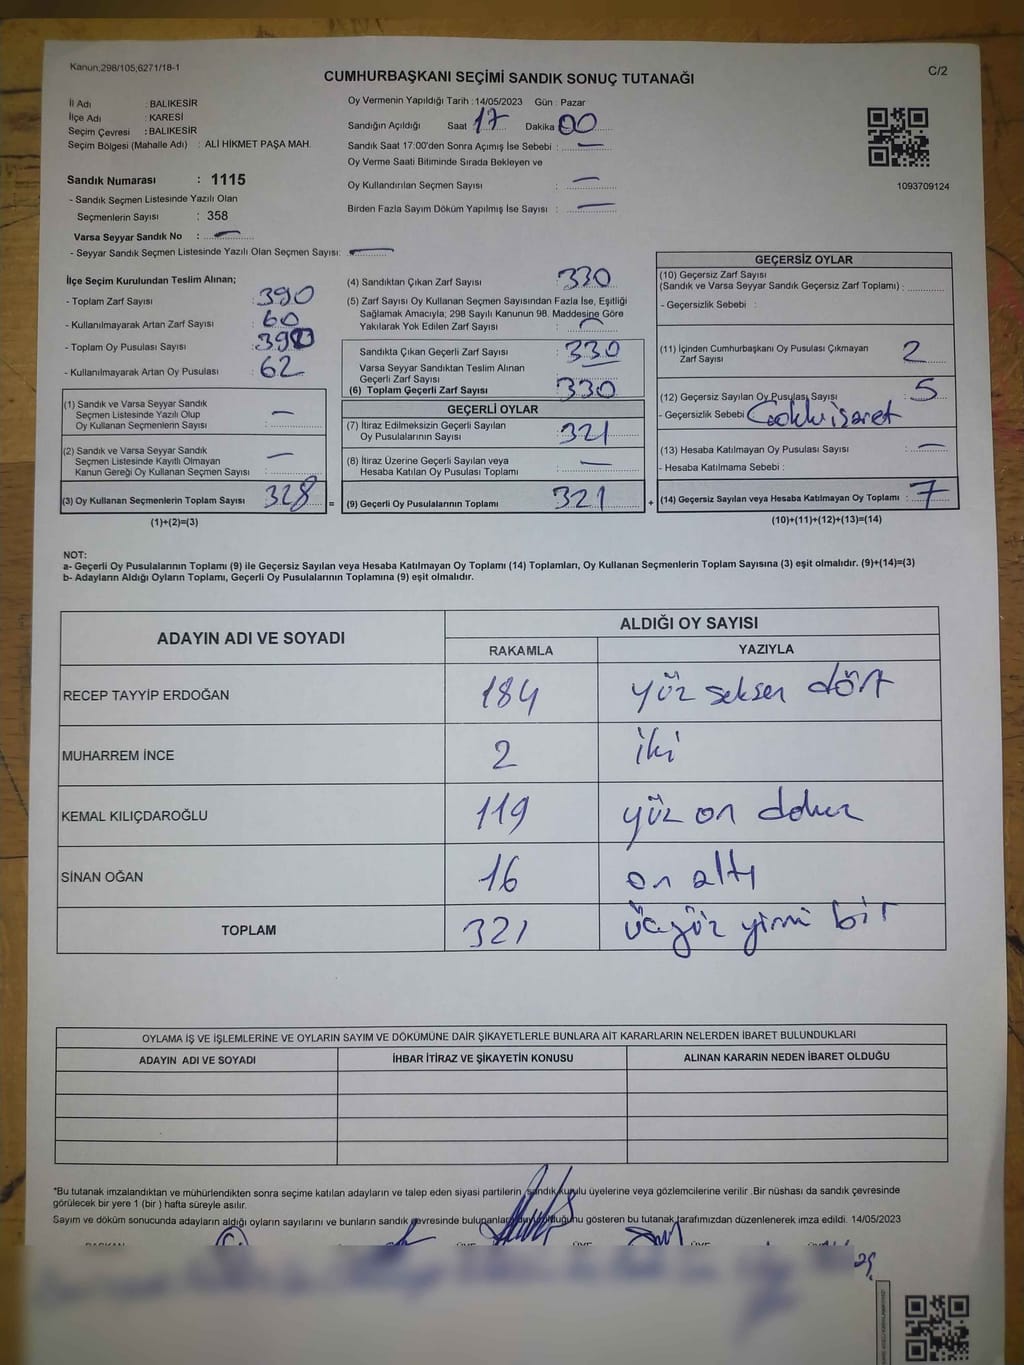 Kanun;298/105;6271/18-1
C/2
CUMHURBAŞKANI SEÇİMİ SANDIK SONUÇ TUTANAĞI
İl Adı : BALIKESİR
İlçe Adı : KARESİ
Seçim Çevresi : BALIKESİR
Seçim Bölgesi (Mahalle Adı) : ALİ HİKMET PAŞA MAH.
Sandık Numarası : 1115
- Sandık Seçmen Listesinde Yazılı Olan
Seçmenlerin Sayısı : 358
Varsa Seyyar Sandık No : —
- Seyyar Sandık Seçmen Listesinde Yazılı Olan Seçmen Sayısı: —
Oy Vermenin Yapıldığı Tarih : 14/05/2023 Gün : Pazar
Sandığın Açıldığı Saat 17 Dakika 00
Sandık Saat 17:00'den Sonra Açılmış İse Sebebi : —
Oy Verme Saati Bitiminde Sırada Bekleyen ve
Oy Kullandırılan Seçmen Sayısı : —
Birden Fazla Sayım Döküm Yapılmış İse Sayısı : —
1093709124
İlçe Seçim Kurulundan Teslim Alınan;
- Toplam Zarf Sayısı : 390
- Kullanılmayarak Artan Zarf Sayısı : 60
- Toplam Oy Pusulası Sayısı : 390
- Kullanılmayarak Artan Oy Pusulası : 62
(1) Sandık ve Varsa Seyyar Sandık
Seçmen Listesinde Yazılı Olup
Oy Kullanan Seçmenlerin Sayısı : —
(2) Sandık ve Varsa Seyyar Sandık
Seçmen Listesinde Kayıtlı Olmayan
Kanun Gereği Oy Kullanan Seçmen Sayısı : —
(3) Oy Kullanan Seçmenlerin Toplam Sayısı : 328
(1)+(2)=(3)
=
(4) Sandıktan Çıkan Zarf Sayısı : 330
(5) Zarf Sayısı Oy Kullanan Seçmen Sayısından Fazla İse, Eşitliği
Sağlamak Amacıyla; 298 Sayılı Kanunun 98. Maddesine Göre
Yakılarak Yok Edilen Zarf Sayısı : —
Sandıkta Çıkan Geçerli Zarf Sayısı : 330
Varsa Seyyar Sandıktan Teslim Alınan
Geçerli Zarf Sayısı :
(6) Toplam Geçerli Zarf Sayısı : 330
GEÇERLİ OYLAR
(7) İtiraz Edilmeksizin Geçerli Sayılan
Oy Pusulalarının Sayısı : 321
(8) İtiraz Üzerine Geçerli Sayılan veya
Hesaba Katılan Oy Pusulası Toplamı : —
(9) Geçerli Oy Pusulalarının Toplamı : 321
+
GEÇERSİZ OYLAR
(10) Geçersiz Zarf Sayısı
(Sandık ve Varsa Seyyar Sandık Geçersiz Zarf Toplamı) :
- Geçersizlik Sebebi :
(11) İçinden Cumhurbaşkanı Oy Pusulası Çıkmayan
Zarf Sayısı : 2
(12) Geçersiz Sayılan Oy Pusulası Sayısı : 5
- Geçersizlik Sebebi
(13) Hesaba Katılmayan Oy Pusulası Sayısı : —
- Hesaba Katılmama Sebebi :
(14) Geçersiz Sayılan veya Hesaba Katılmayan Oy Toplamı : 7
(10)+(11)+(12)+(13)=(14)
NOT:
a- Geçerli Oy Pusulalarının Toplamı (9) ile Geçersiz Sayılan veya Hesaba Katılmayan Oy Toplamı (14) Toplamları, Oy Kullanan Seçmenlerin Toplam Sayısına (3) eşit olmalıdır. (9)+(14)=(3)
b- Adayların Aldığı Oyların Toplamı, Geçerli Oy Pusulalarının Toplamına (9) eşit olmalıdır.
ADAYIN ADI VE SOYADI ALDIĞI OY SAYISI
RAKAMLA YAZIYLA
RECEP TAYYİP ERDOĞAN 184 yüz seksen dört
MUHARREM İNCE 2 iki
KEMAL KILIÇDAROĞLU 119 yüz on dokuz
SİNAN OĞAN 16 on altı
TOPLAM 321 üçyüz yirmi bir
OYLAMA İŞ VE İŞLEMLERİNE VE OYLARIN SAYIM VE DÖKÜMÜNE DAİR ŞİKAYETLERLE BUNLARA AİT KARARLARIN NELERDEN İBARET BULUNDUKLARI
ADAYIN ADI VE SOYADI İHBAR İTİRAZ VE ŞİKAYETİN KONUSU ALINAN KARARIN NEDEN İBARET OLDUĞU
*Bu tutanak imzalandıktan ve mühürlendikten sonra seçime katılan adayların ve talep eden siyasi partilerin sandık kurulu üyelerine veya gözlemcilerine verilir .Bir nüshası da sandık çevresinde
görülecek bir yere 1 (bir ) hafta süreyle asılır.
Sayım ve döküm sonucunda adayların aldığı oyların sayılarını ve bunların sandık çevresinde bulunanlara duyurulduğunu gösteren bu tutanak tarafımızdan düzenlenerek imza edildi. 14/05/2023